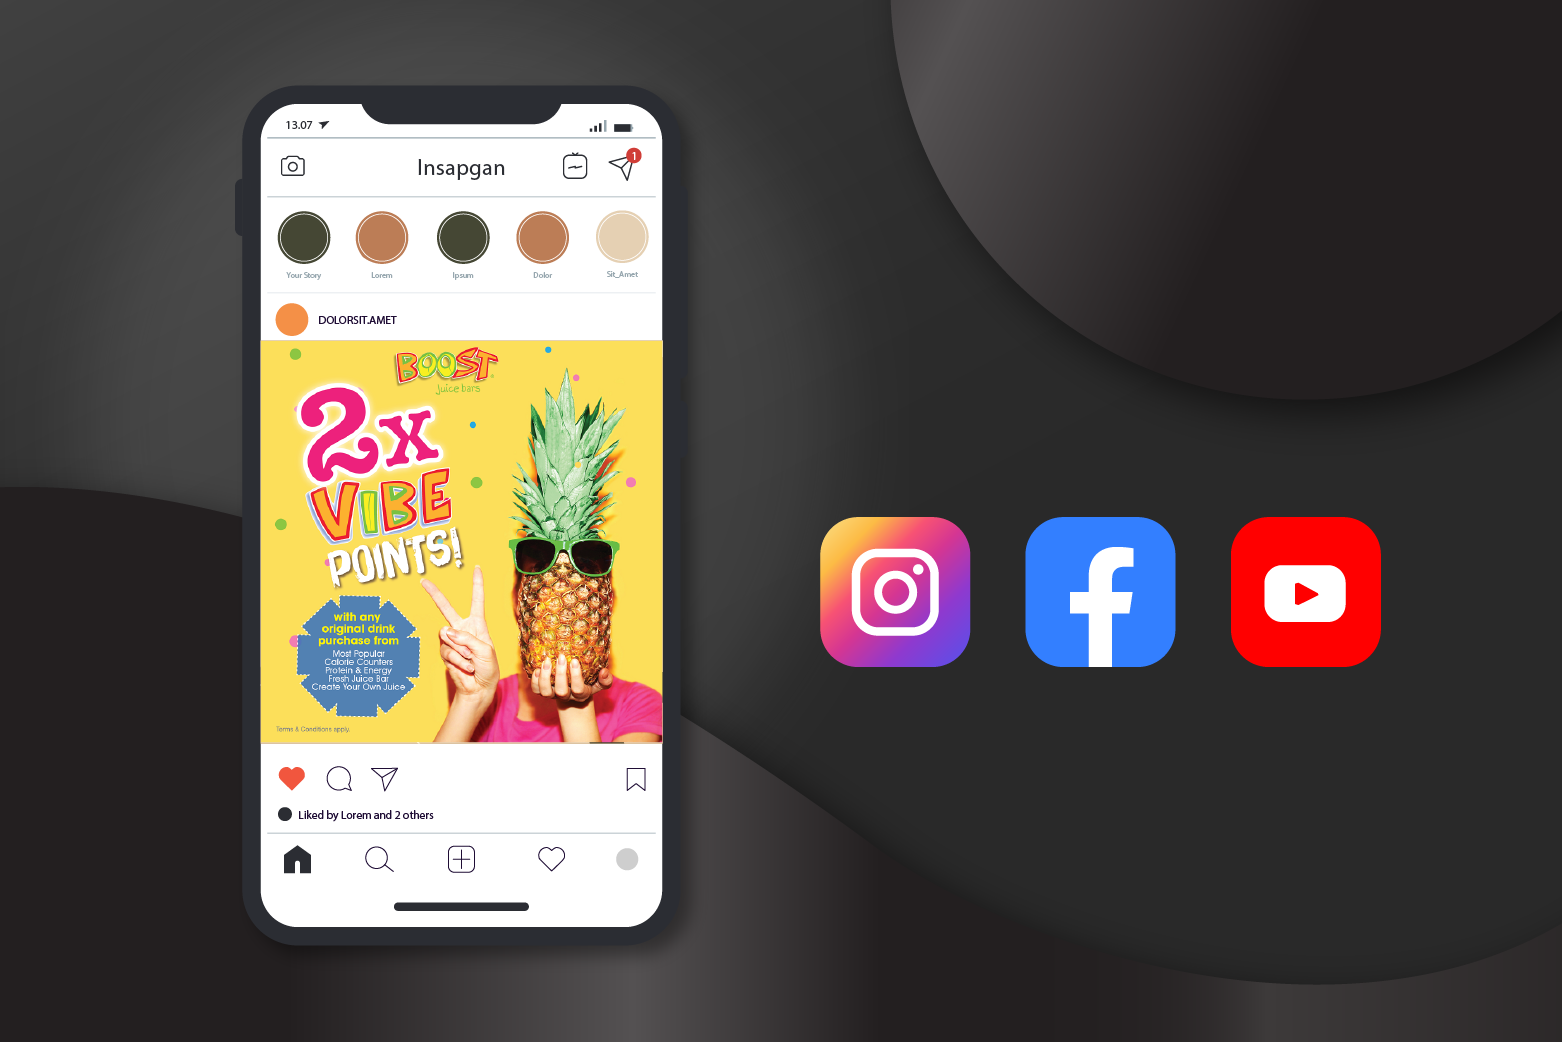 13.07
Insapgan
1
Your Story
Lorem
Ipsum
Dolor
Sit_Amet
DOLORSIT.AMET
BOOST
juice bars
2x
VIBE
POINTS!
with any
original drink
purchase from
Most Popular
Calorie Counters
Protein & Energy
Fresh Juice Bar
Create Your Own Juice
Terms & Conditions apply.
Liked by Lorem and 2 others